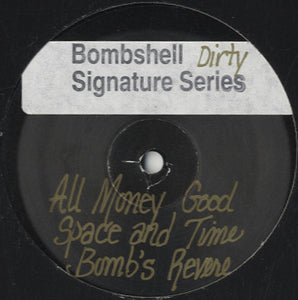 Bombshell Dirty
Signature Series
All Money Good
Space and Time
Bomb's Revere